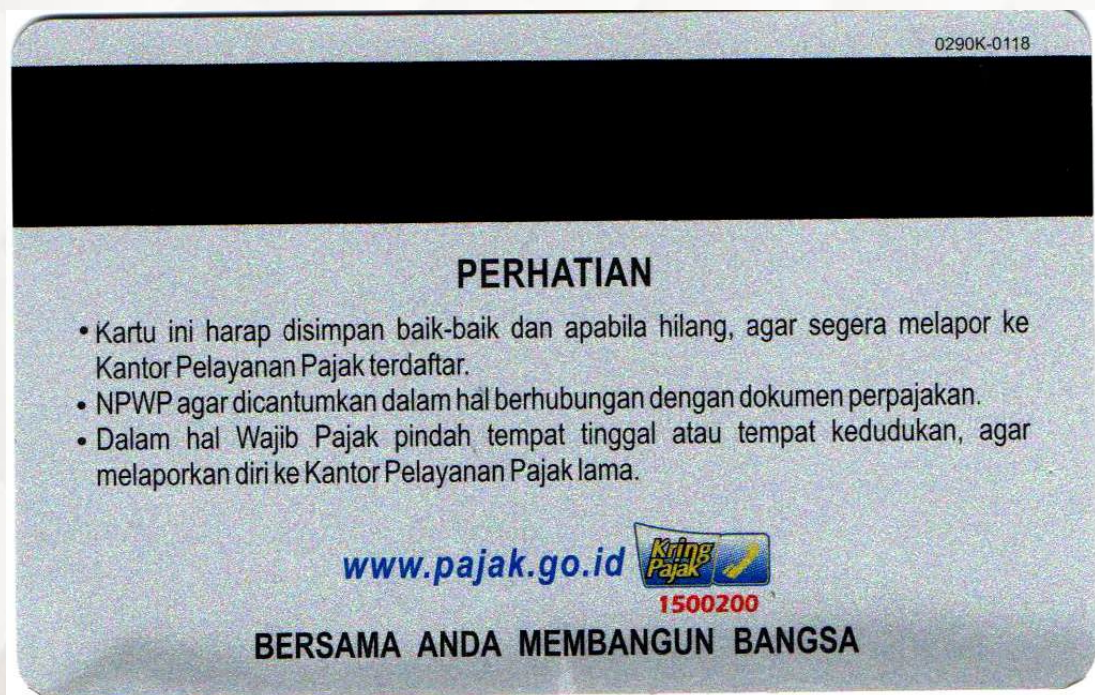 0290K-0118
PERHATIAN
• Kartu ini harap disimpan baik-baik dan apabila hilang, agar segera melapor ke
Kantor Pelayanan Pajak terdaftar.
• NPWP agar dicantumkan dalam hal berhubungan dengan dokumen perpajakan.
• Dalam hal Wajib Pajak pindah tempat tinggal atau tempat kedudukan, agar
melaporkan diri ke Kantor Pelayanan Pajak lama.
www.pajak.go.id Kring Pajak
1500200
BERSAMA ANDA MEMBANGUN BANGSA